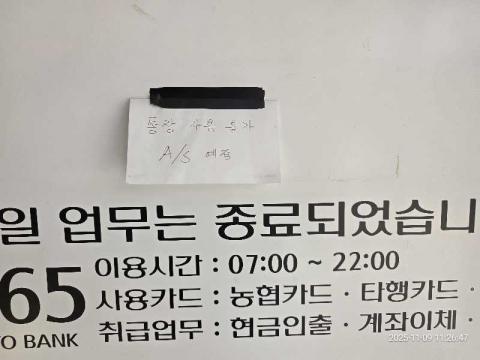 통장 사용 불가
A/S 예정
일 업무는 종료되었습니
65
이용시간 : 07:00 ~ 22:00
사용카드 : 농협카드 · 타행카드 ·
TO BANK
취급업무 : 현금인출 · 계좌이체 ·
2025-11-09 11:26:47